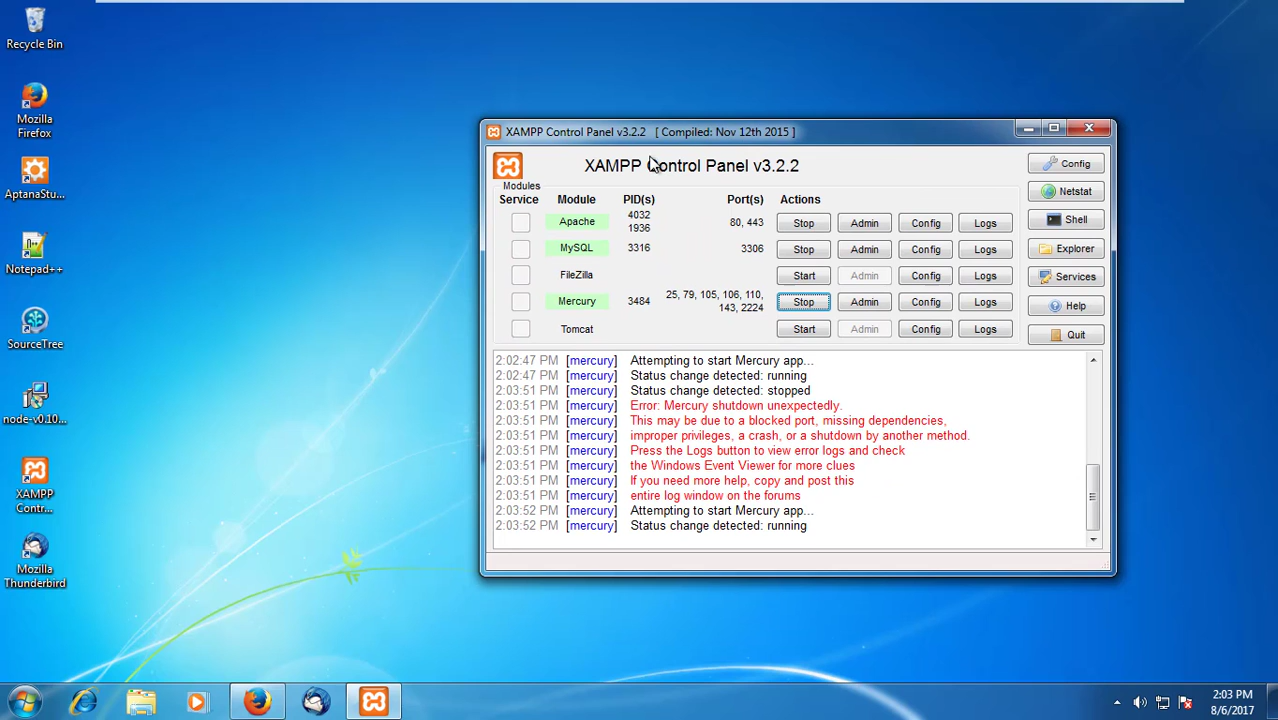 Recycle Bin
Mozilla
Firefox
AptanaStu...
Notepad++
SourceTree
node-v0.10...
XAMPP
Contr...
Mozilla
Thunderbird
XAMPP Control Panel v3.2.2 [ Compiled: Nov 12th 2015 ]
XAMPP Control Panel v3.2.2
Config
Modules
Service Module PID(s) Port(s) Actions
Netstat
Apache 4032 1936 80, 443 Stop Admin Config Logs
Shell
MySQL 3316 3306 Stop Admin Config Logs
Explorer
FileZilla Start Admin Config Logs
Services
Mercury 3484 25, 79, 105, 106, 110, 143, 2224 Stop Admin Config Logs
Help
Tomcat Start Admin Config Logs
Quit
2:02:47 PM [mercury] Attempting to start Mercury app...
2:02:47 PM [mercury] Status change detected: running
2:03:51 PM [mercury] Status change detected: stopped
2:03:51 PM [mercury] Error: Mercury shutdown unexpectedly.
2:03:51 PM [mercury] This may be due to a blocked port, missing dependencies,
2:03:51 PM [mercury] improper privileges, a crash, or a shutdown by another method.
2:03:51 PM [mercury] Press the Logs button to view error logs and check
2:03:51 PM [mercury] the Windows Event Viewer for more clues
2:03:51 PM [mercury] If you need more help, copy and post this
2:03:51 PM [mercury] entire log window on the forums
2:03:52 PM [mercury] Attempting to start Mercury app...
2:03:52 PM [mercury] Status change detected: running
2:03 PM
8/6/2017